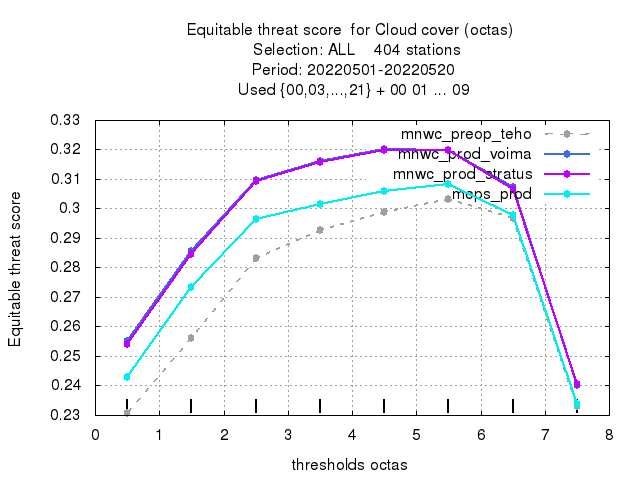 Equitable threat score  for Cloud cover (octas)
Selection: ALL    404 stations
Period: 20220501-20220520
Used {00,03,...,21} + 00 01 ... 09
Equitable threat score
0.33
0.32
0.31
0.3
0.29
0.28
0.27
0.26
0.25
0.24
0.23
mnwc_preop_teho
mnwc_prod_voima
mnwc_prod_stratus
meps_prod
0 1 2 3 4 5 6 7 8
thresholds octas